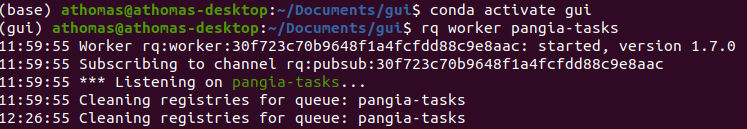 (base) athomas@athomas-desktop:~/Documents/gui$ conda activate gui
(gui) athomas@athomas-desktop:~/Documents/gui$ rq worker pangia-tasks
11:59:55 Worker rq:worker:30f723c70b9648f1a4fcfdd88c9e8aac: started, version 1.7.0
11:59:55 Subscribing to channel rq:pubsub:30f723c70b9648f1a4fcfdd88c9e8aac
11:59:55 *** Listening on pangia-tasks...
11:59:55 Cleaning registries for queue: pangia-tasks
12:26:55 Cleaning registries for queue: pangia-tasks